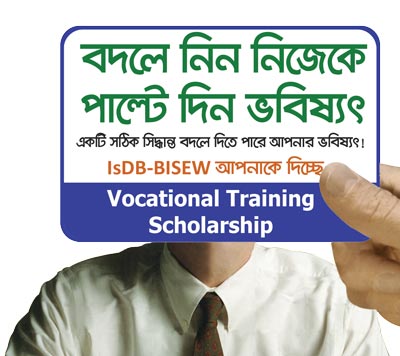 বদলে নিন নিজেকে
পাল্টে দিন ভবিষ্যৎ
একটি সঠিক সিদ্ধান্ত বদলে দিতে পারে আপনার ভবিষ্যৎ!
IsDB-BISEW আপনাকে দিচ্ছে
Vocational Training
Scholarship